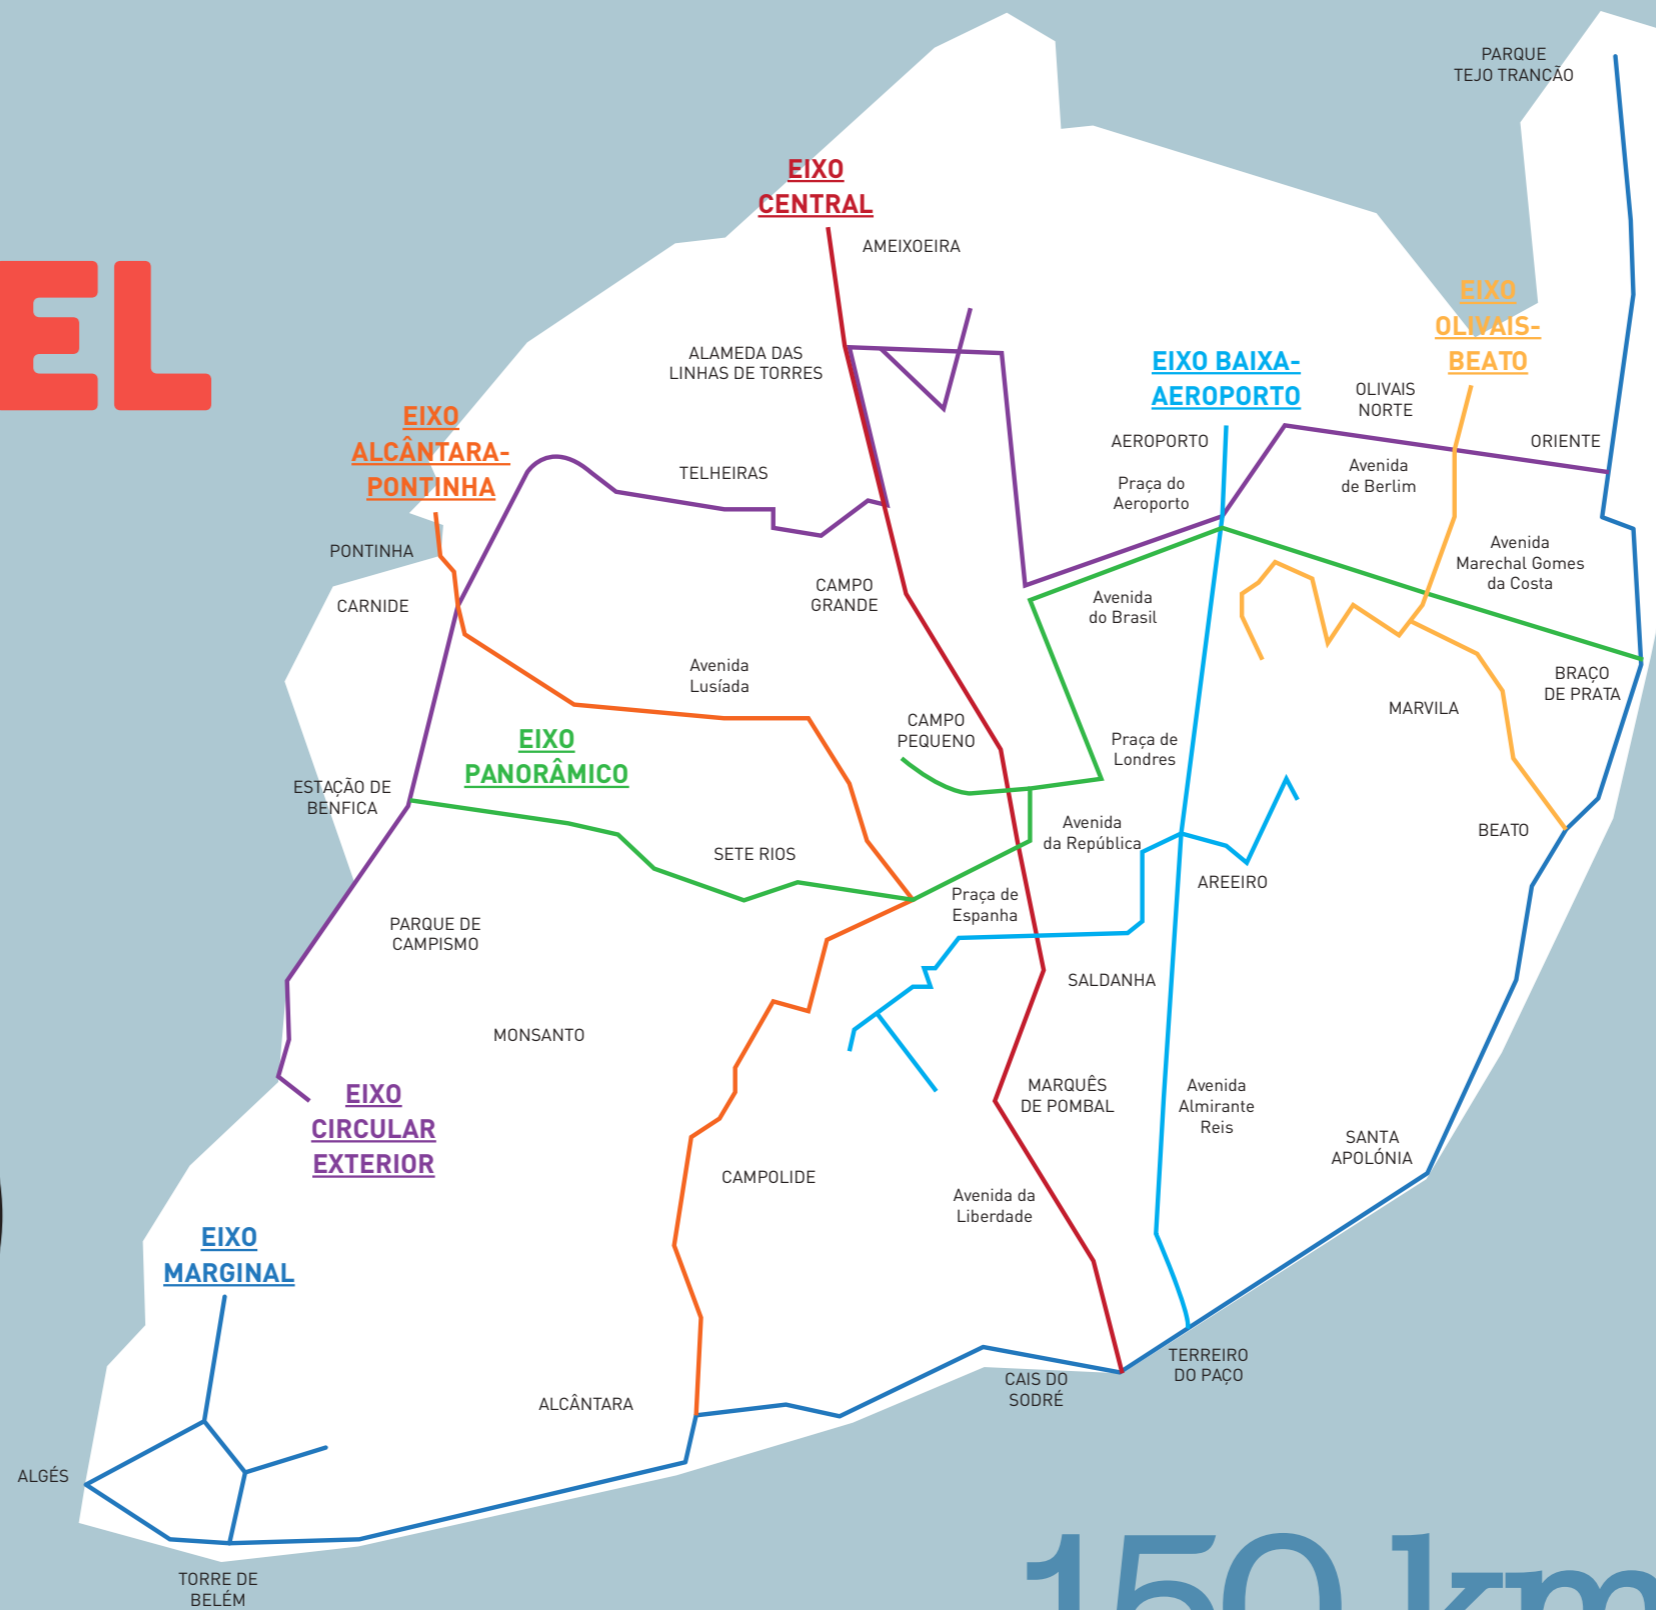 PARQUE
TEJO TRANCÃO
EIXO
CENTRAL
AMEIXOEIRA
EL
EIXO
OLIVAIS-
BEATO
ALAMEDA DAS
LINHAS DE TORRES
EIXO BAIXA-
AEROPORTO
OLIVAIS
NORTE
EIXO
ALCÂNTARA-
PONTINHA
AEROPORTO
ORIENTE
TELHEIRAS
Avenida
de Berlim
Praça do
Aeroporto
PONTINHA
Avenida
Marechal Gomes
da Costa
CARNIDE
CAMPO
GRANDE
Avenida
do Brasil
Avenida
Lusíada
BRAÇO
DE PRATA
MARVILA
CAMPO
PEQUENO
EIXO
PANORÂMICO
Praça de
Londres
ESTAÇÃO DE
BENFICA
Avenida
da República
BEATO
SETE RIOS
AREEIRO
Praça de
Espanha
PARQUE DE
CAMPISMO
SALDANHA
MONSANTO
EIXO
CIRCULAR
EXTERIOR
MARQUÊS
DE POMBAL
Avenida
Almirante
Reis
SANTA
APOLÓNIA
CAMPOLIDE
Avenida da
Liberdade
EIXO
MARGINAL
TERREIRO
DO PAÇO
CAIS DO
SODRÉ
ALCÂNTARA
ALGÉS
TORRE DE
BELÉM
150 km